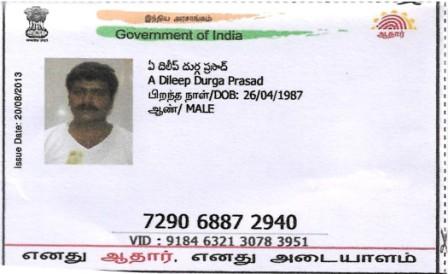 இந்திய அரசாங்கம்
Government of India
ఏ దిలీప్ దుర్గ ప్రసాద్
A Dileep Durga Prasad
பிறந்த நாள்/DOB: 26/04/1987
ஆண்/ MALE
Issue Date: 20/08/2013
ஆதார்
7290 6887 2940
VID : 9184 6321 3078 3951
எனது ஆதார், எனது அடையாளம்